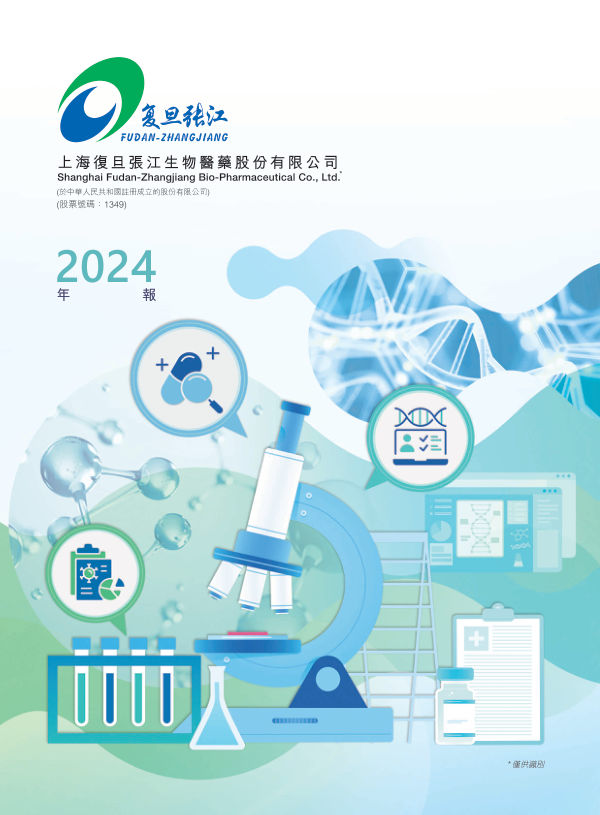 复旦张江
FUDAN-ZHANGJIANG
上海復旦張江生物醫藥股份有限公司
Shanghai Fudan-Zhangjiang Bio-Pharmaceutical Co., Ltd.*
(於中華人民共和國註冊成立的股份有限公司)
(股票號碼：1349)
2024
年 報
* 僅供識別